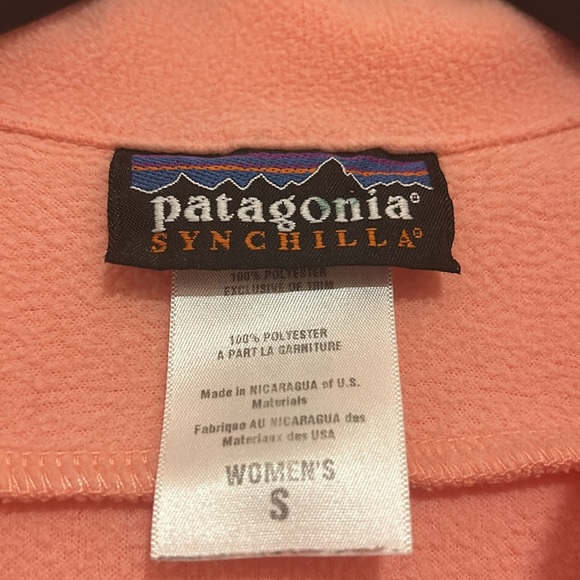 patagonia®
SYNCHILLA®
100% POLYESTER
EXCLUSIVE OF TRIM
100% POLYESTER
A PART LA GARNITURE
Made in NICARAGUA of U.S.
Materials
Fabrique AU NICARAGUA des
Materiaux des USA
WOMEN'S
S